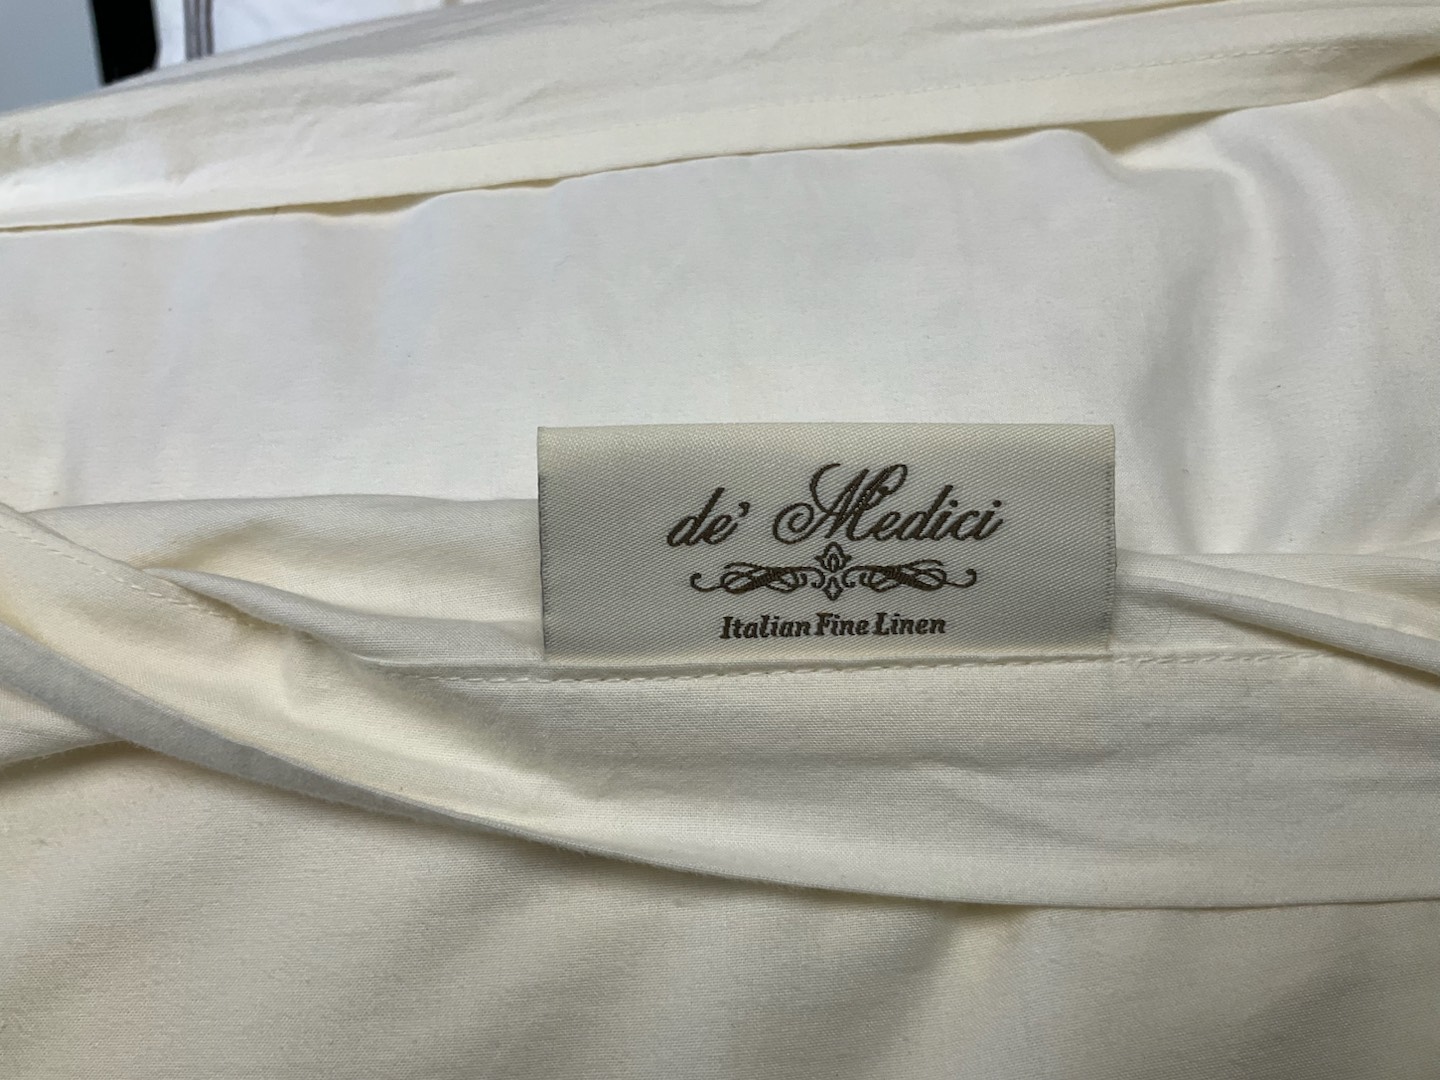 de' Medici
Italian Fine Linen